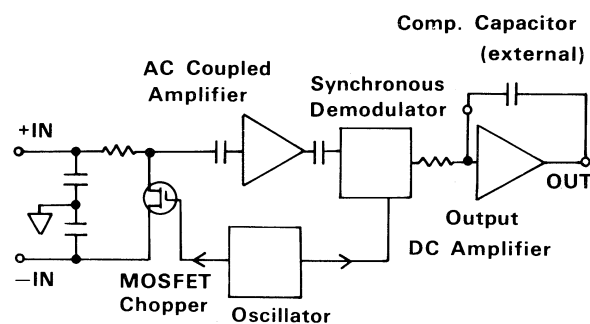 Comp. Capacitor
(external)
AC Coupled
Amplifier
Synchronous
Demodulator
+IN
OUT
Output
DC Amplifier
−IN
MOSFET
Chopper
Oscillator